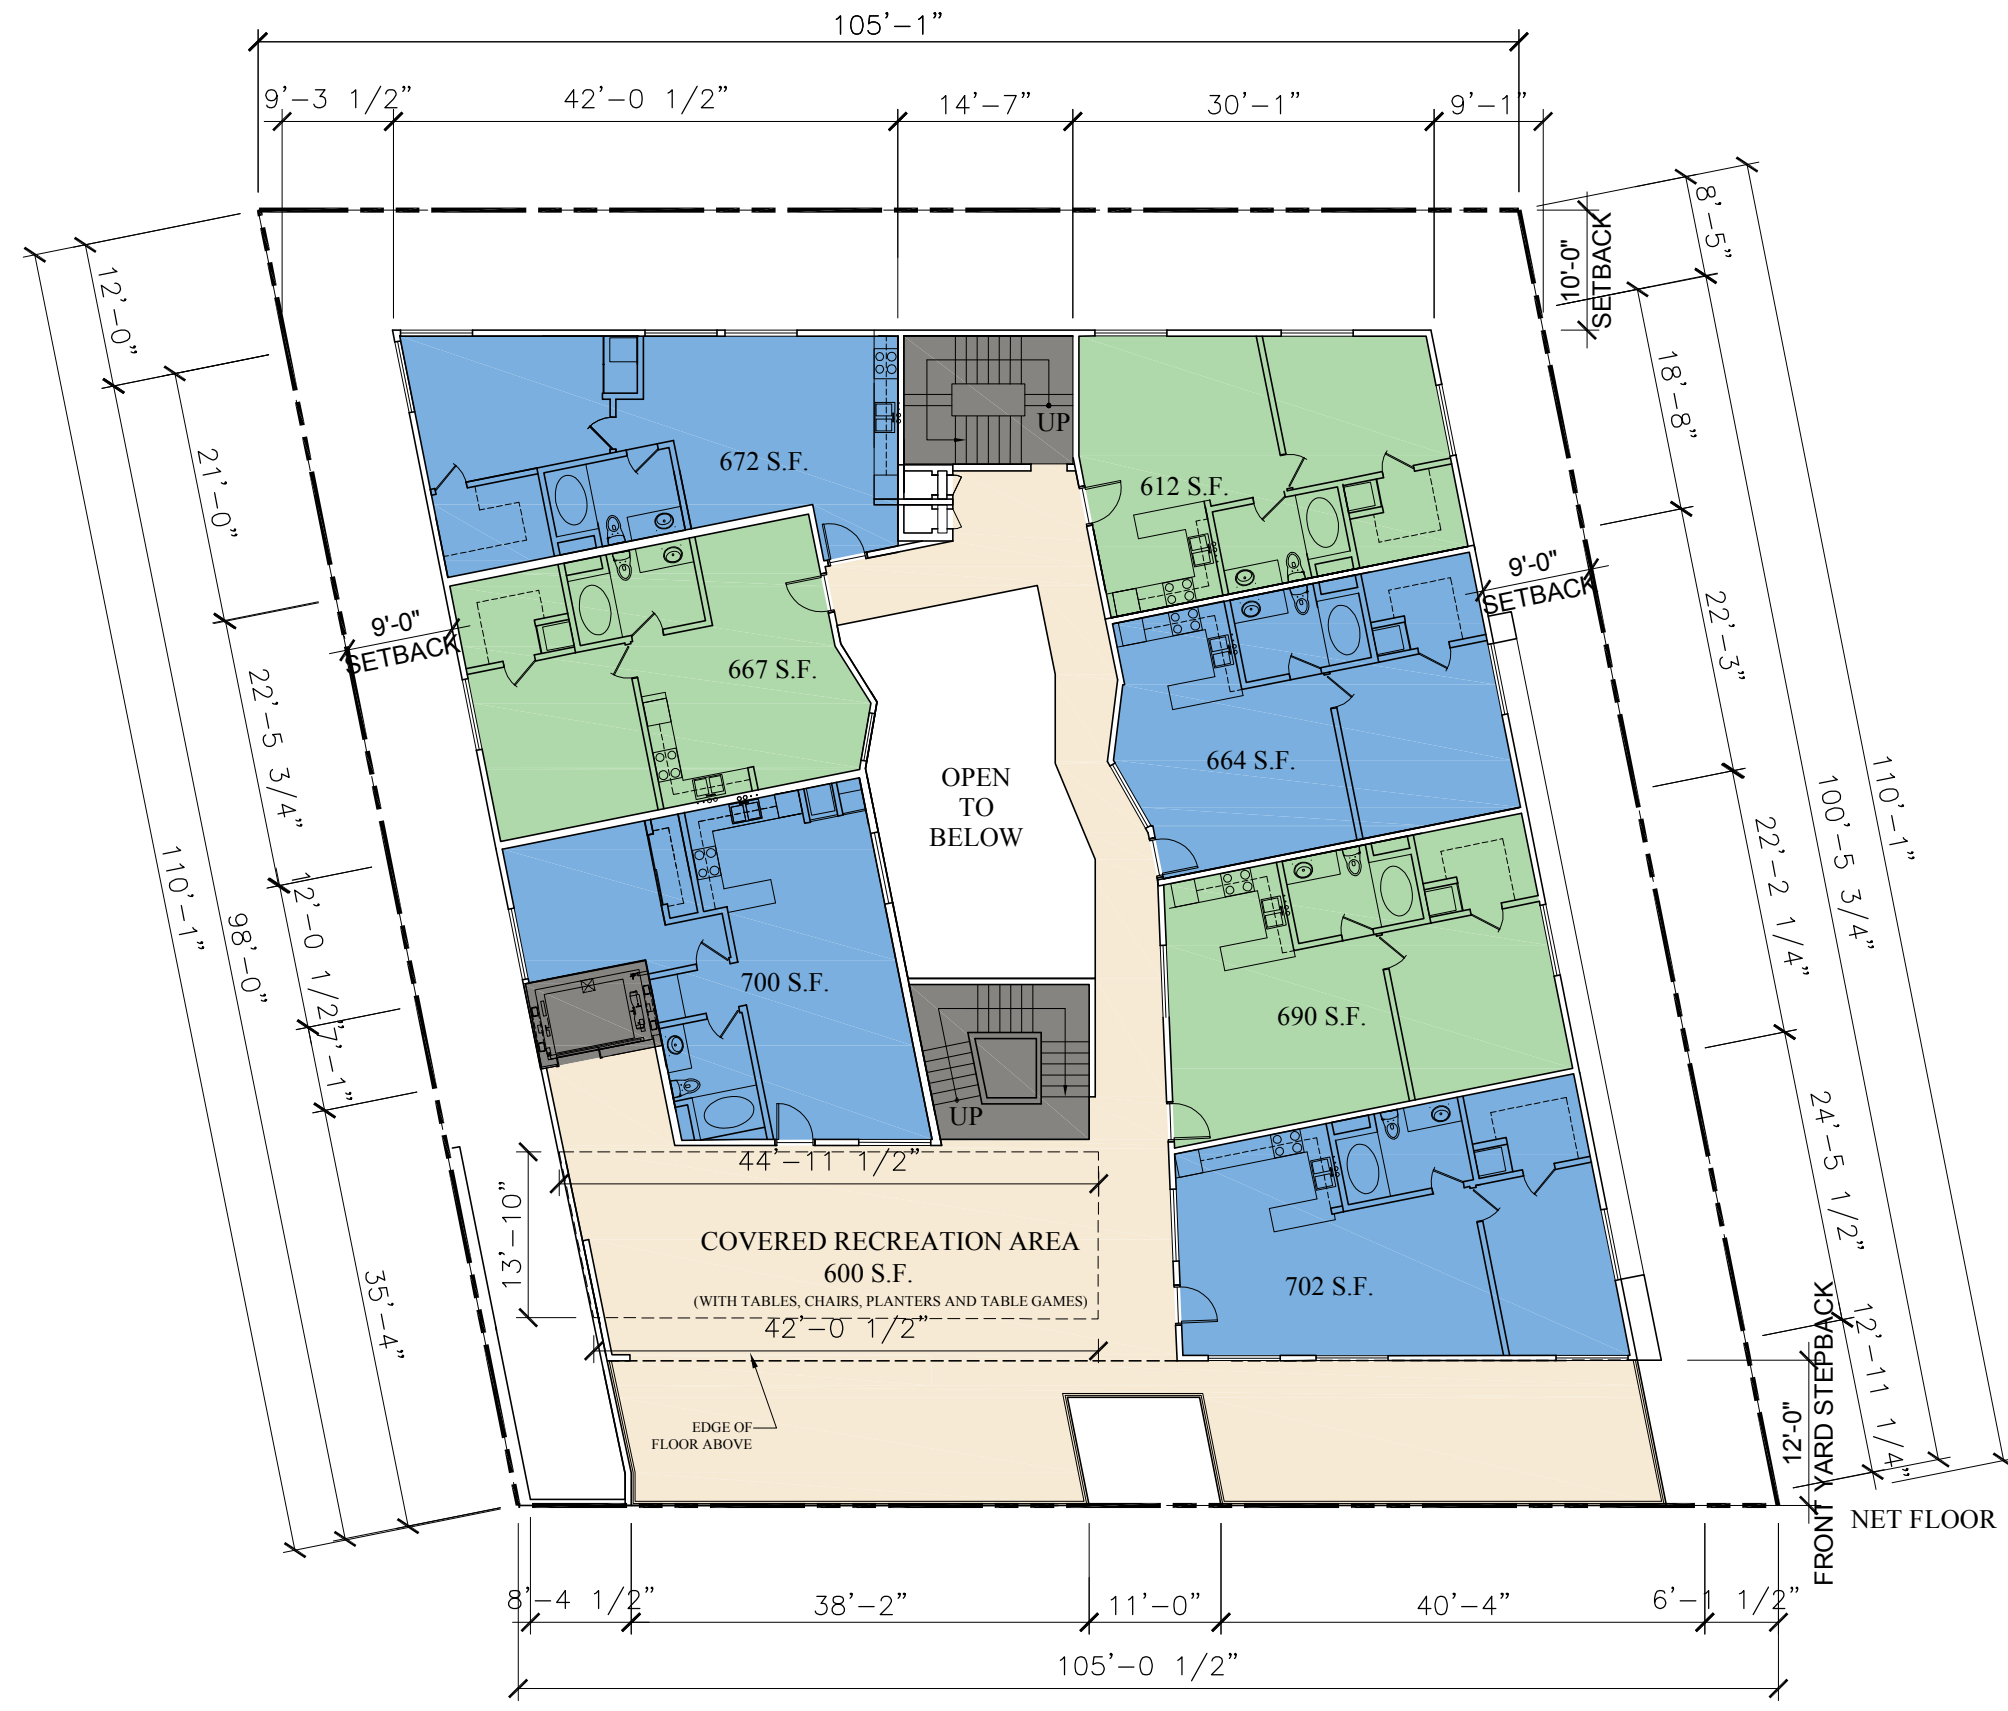 105’-1”
9’-3 1/2”
42’-0 1/2”
14’-7”
30’-1”
9’-1”
12’-0”
21’-0”
22’-5 3/4”
12’-0 1/2”
7’-1”
35’-4”
98’-0”
110’-1”
9'-0"
SETBACK
10'-0"
SETBACK
8’-5”
18’-8”
22’-3”
22’-2 1/4”
24’-5 1/2”
12’-11 1/4”
100’-5 3/4”
110’-1”
9'-0"
SETBACK
UP
672 S.F.
612 S.F.
667 S.F.
664 S.F.
OPEN
TO
BELOW
700 S.F.
690 S.F.
UP
44’-11 1/2”
13’-10”
COVERED RECREATION AREA
600 S.F.
(WITH TABLES, CHAIRS, PLANTERS AND TABLE GAMES)
42’-0 1/2”
702 S.F.
EDGE OF
FLOOR ABOVE
12'-0"
FRONT YARD STEPBACK
NET FLOOR
8’-4 1/2”
38’-2”
11’-0”
40’-4”
6’-1 1/2”
105’-0 1/2”